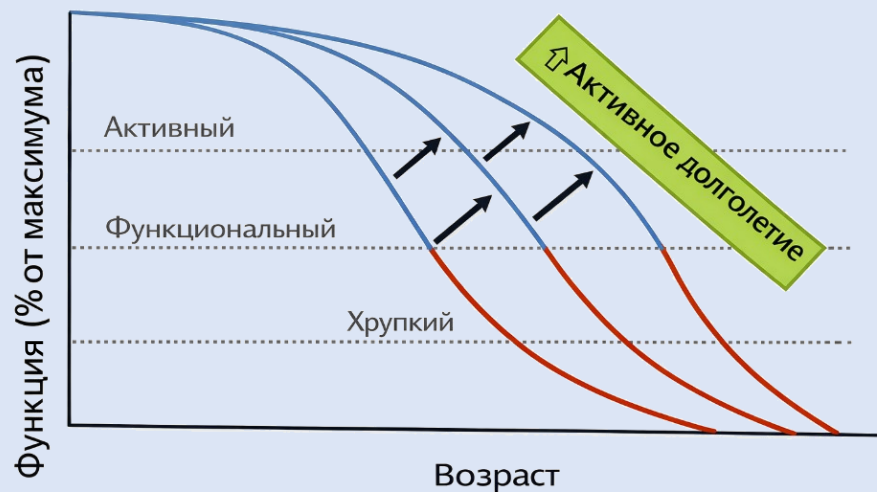 Функция (% от максимума)
Активный
Функциональный
Хрупкий
⇧Активное долголетие
Возраст